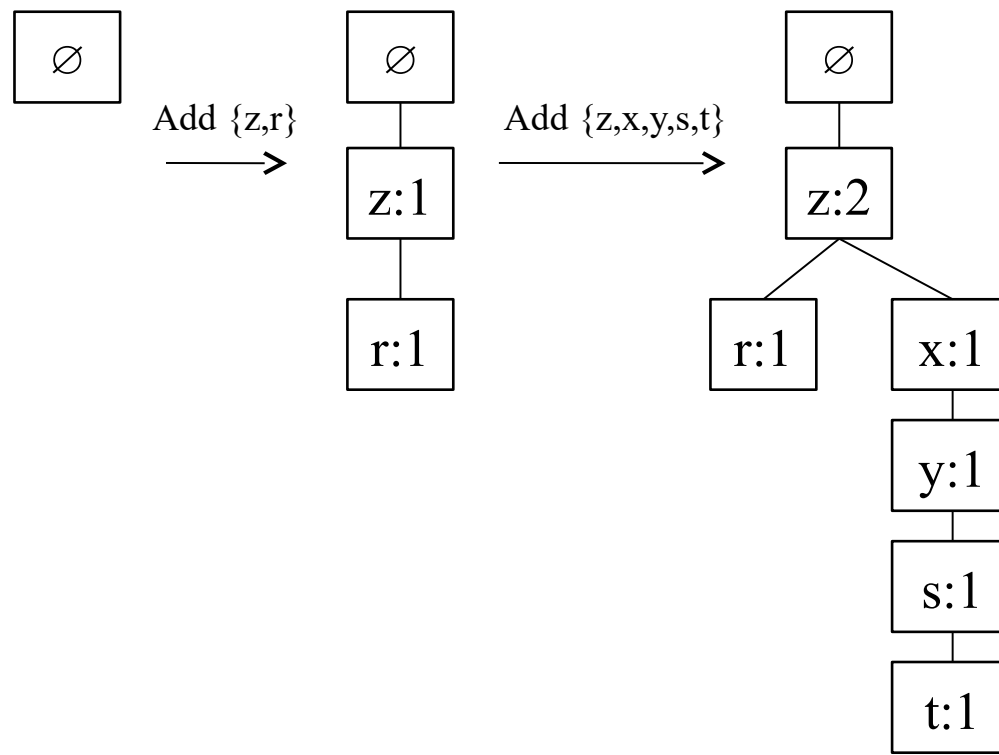 ∅
∅
∅
Add {z,r}
Add {z,x,y,s,t}
z:1
z:2
r:1
r:1
x:1
y:1
s:1
t:1